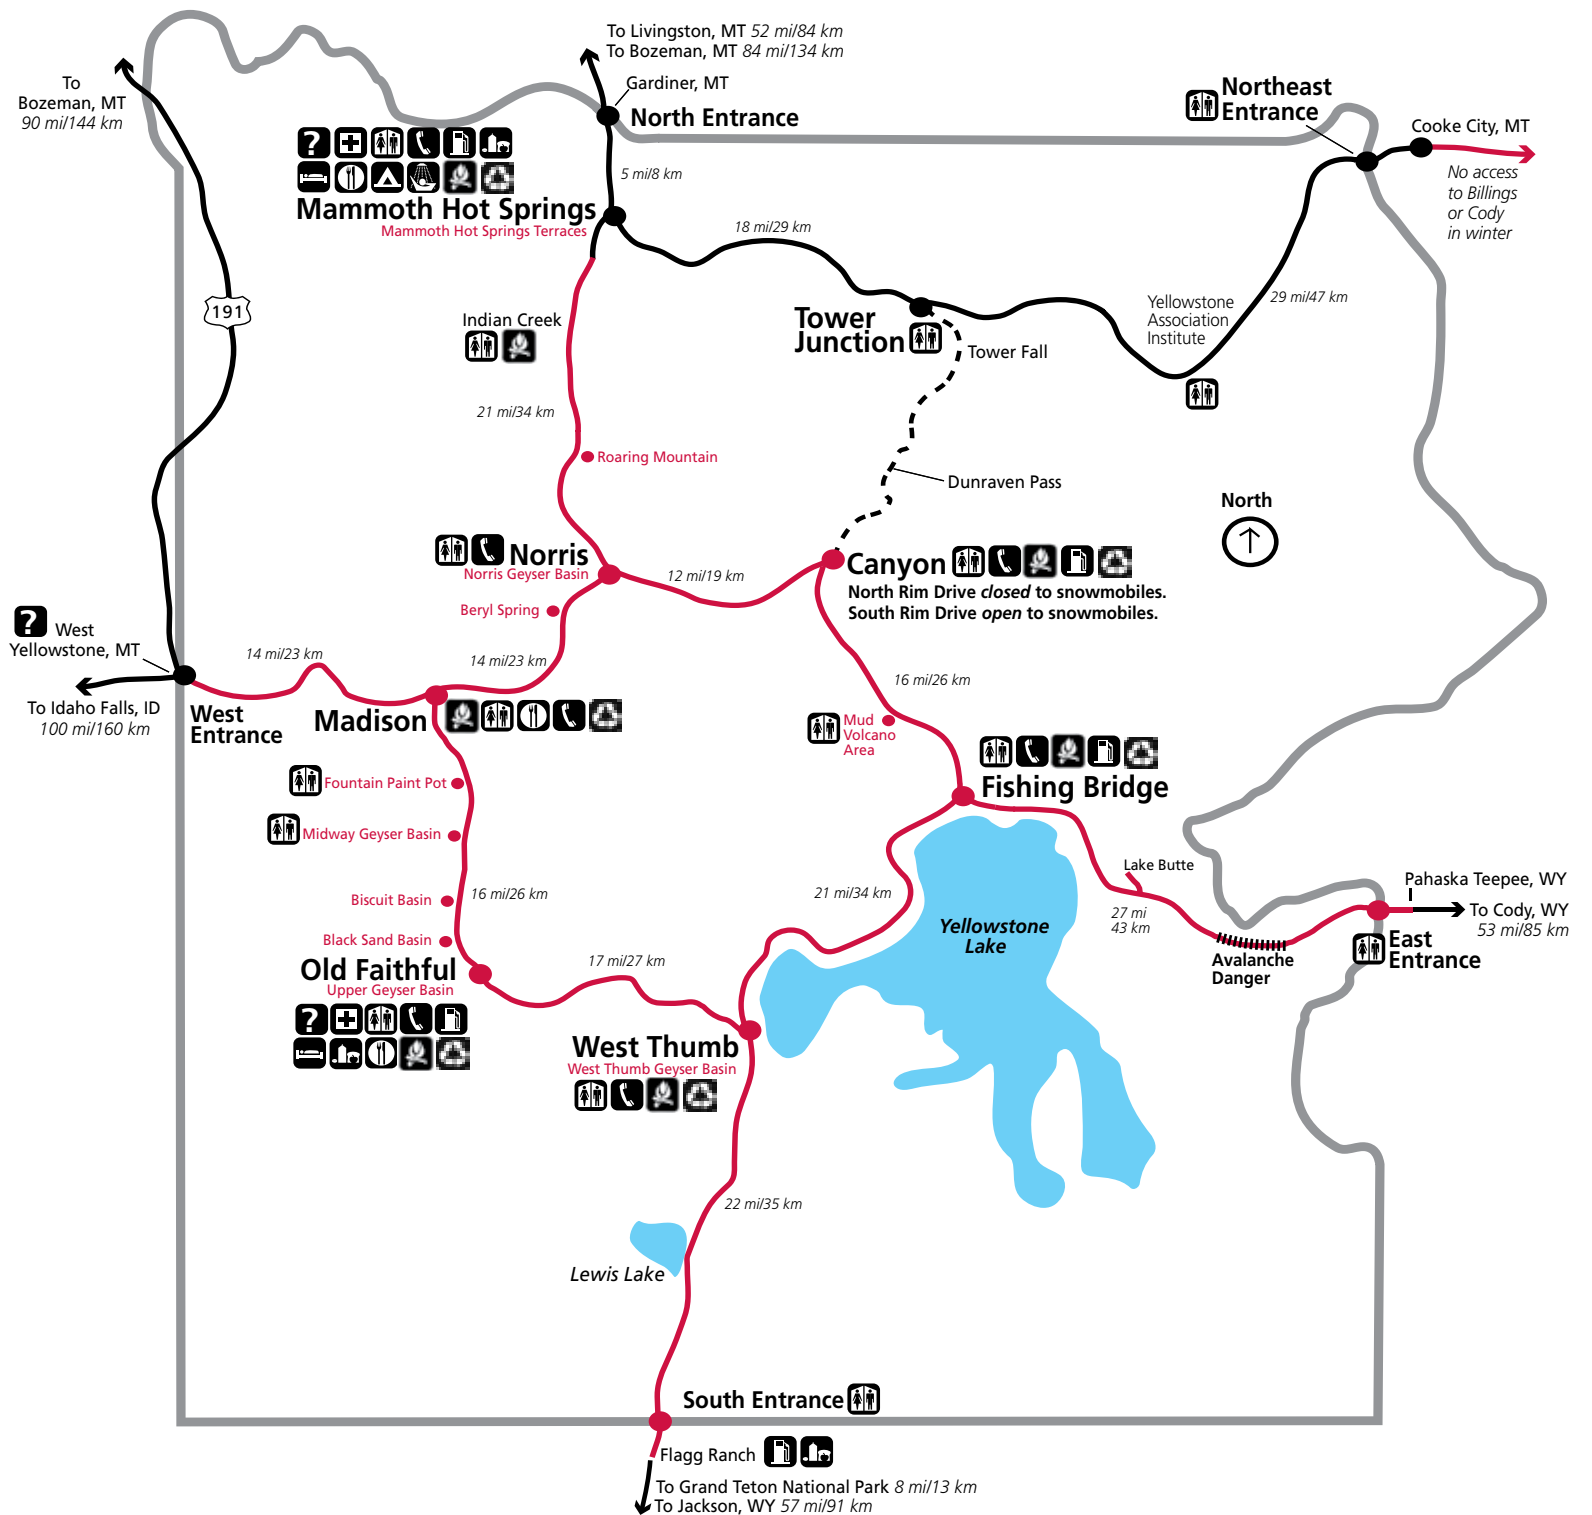 To Livingston, MT 52 mi/84 km
To Bozeman, MT 84 mi/134 km
Gardiner, MT
North Entrance
To
Bozeman, MT
90 mi/144 km
Northeast
Entrance
Cooke City, MT
No access
to Billings
or Cody
in winter
?
5 mi/8 km
Mammoth Hot Springs
Mammoth Hot Springs Terraces
18 mi/29 km
191
Indian Creek
Tower
Junction
Tower Fall
Yellowstone
Association
Institute
29 mi/47 km
21 mi/34 km
Roaring Mountain
Dunraven Pass
North
Norris
Norris Geyser Basin
12 mi/19 km
Canyon
North Rim Drive closed to snowmobiles.
South Rim Drive open to snowmobiles.
Beryl Spring
?
West
Yellowstone, MT
14 mi/23 km
14 mi/23 km
16 mi/26 km
To Idaho Falls, ID
100 mi/160 km
West
Entrance
Madison
Mud
Volcano
Area
Fishing Bridge
Fountain Paint Pot
Midway Geyser Basin
Biscuit Basin
16 mi/26 km
Black Sand Basin
21 mi/34 km
Lake Butte
27 mi
43 km
Pahaska Teepee, WY
To Cody, WY
53 mi/85 km
Yellowstone
Lake
Avalanche
Danger
East
Entrance
Old Faithful
Upper Geyser Basin
?
17 mi/27 km
West Thumb
West Thumb Geyser Basin
22 mi/35 km
Lewis Lake
South Entrance
Flagg Ranch
To Grand Teton National Park 8 mi/13 km
To Jackson, WY 57 mi/91 km